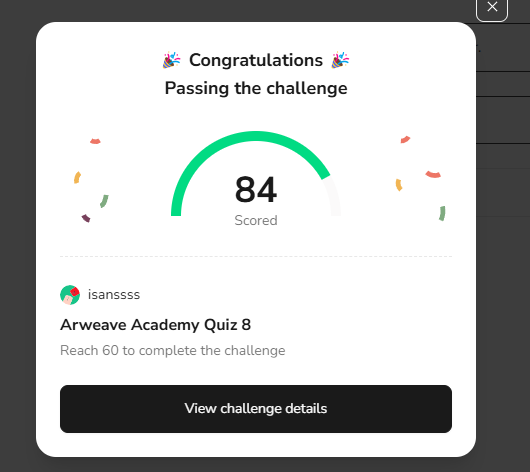 🎉 Congratulations 🎉
Passing the challenge
84
Scored
isanssss
Arweave Academy Quiz 8
Reach 60 to complete the challenge
View challenge details